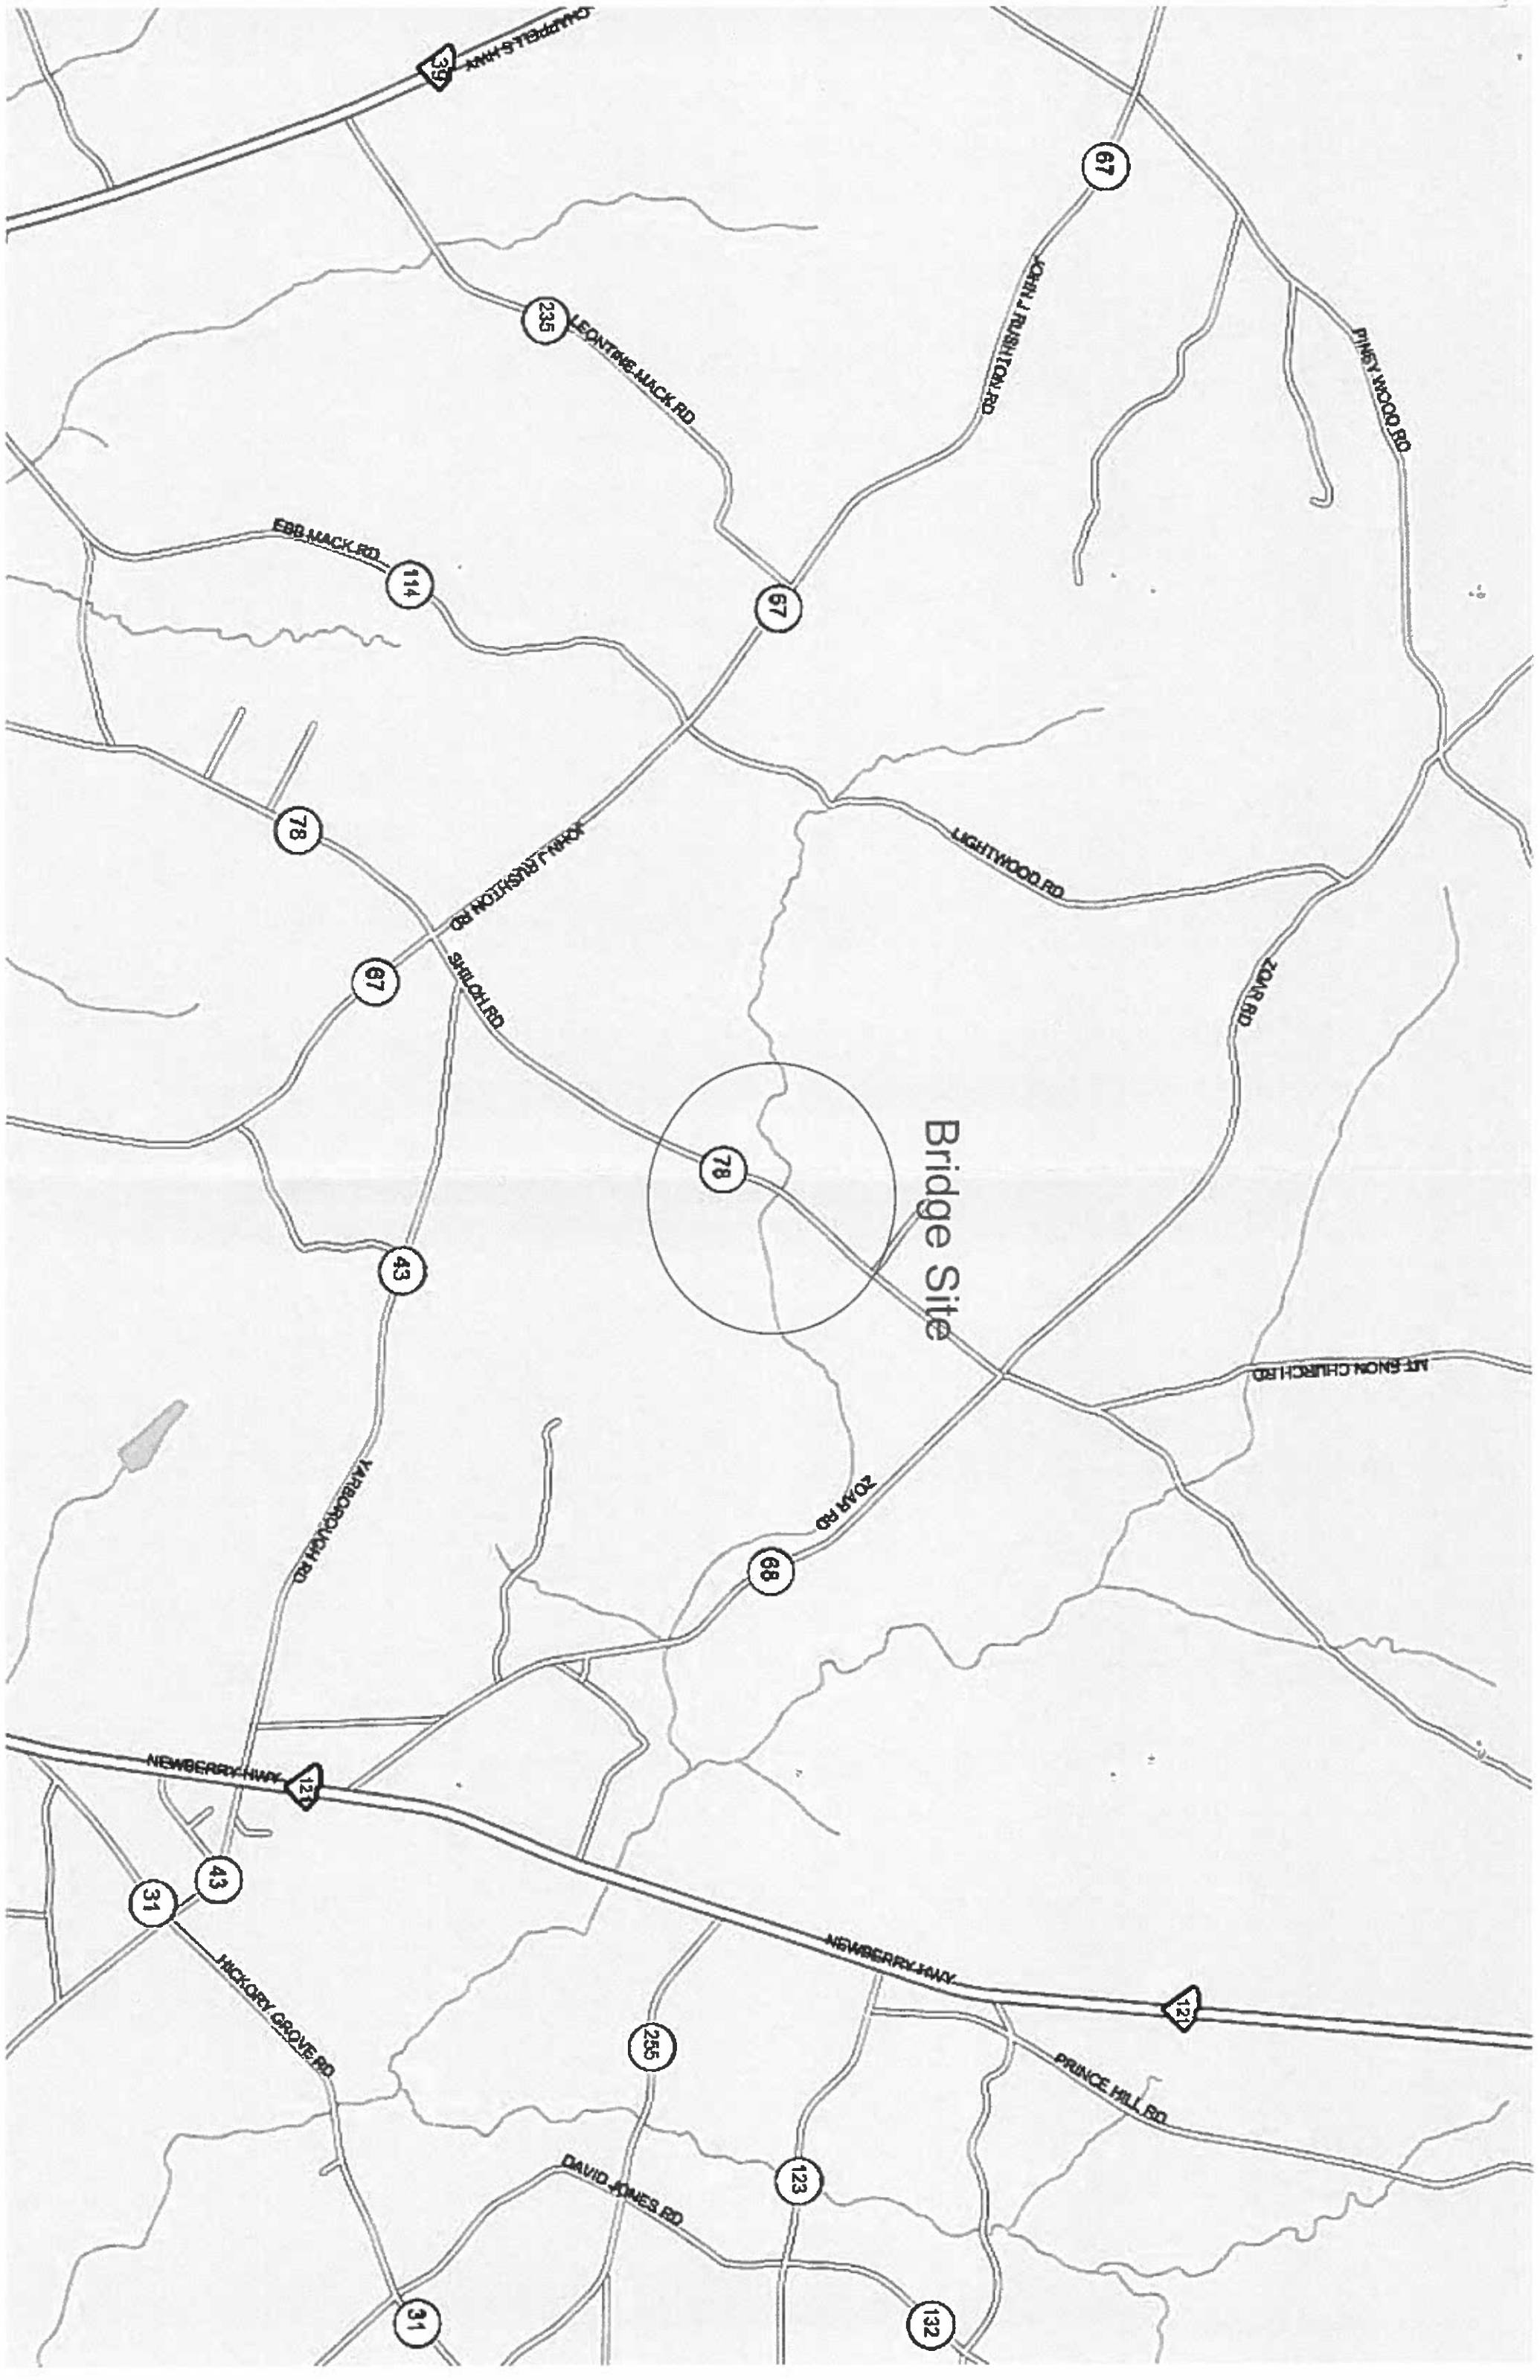 CHAPPELLS HWY
39
67
JOHN J RUSHTON RD
PINEY WOOD RD
235
LEONTINE MACK RD
EBB MACK RD
114
67
78
JOHN J RUSHTON RD
LIGHTWOOD RD
67
SHILOH RD
ZOAR RD
Bridge Site
78
43
MT ENON CHURCH RD
YARBOROUGH RD
ZOAR RD
68
NEWBERRY HWY
121
43
31
HICKORY GROVE RD
NEWBERRY HWY
121
255
PRINCE HILL RD
123
DAVID JONES RD
31
132